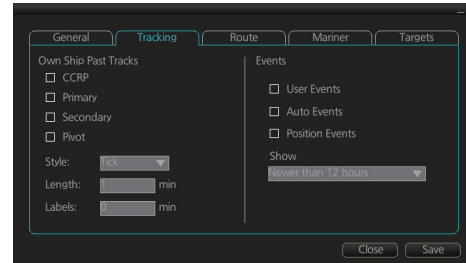 General Tracking Route Mariner Targets
Own Ship Past Tracks
CCRP
Primary
Secondary
Pivot
Style: Tick
Length: 1 min
Labels: 0 min
Events
User Events
Auto Events
Position Events
Show
Newer than 12 hours
Close Save